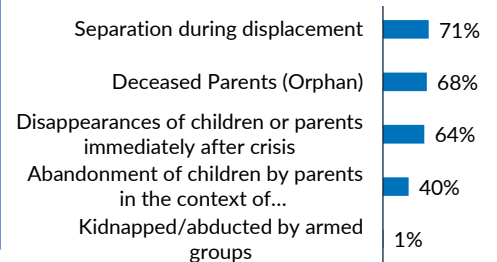 Separation during displacement 71%
Deceased Parents (Orphan) 68%
Disappearances of children or parents
immediately after crisis 64%
Abandonment of children by parents
in the context of... 40%
Kidnapped/abducted by armed
groups 1%